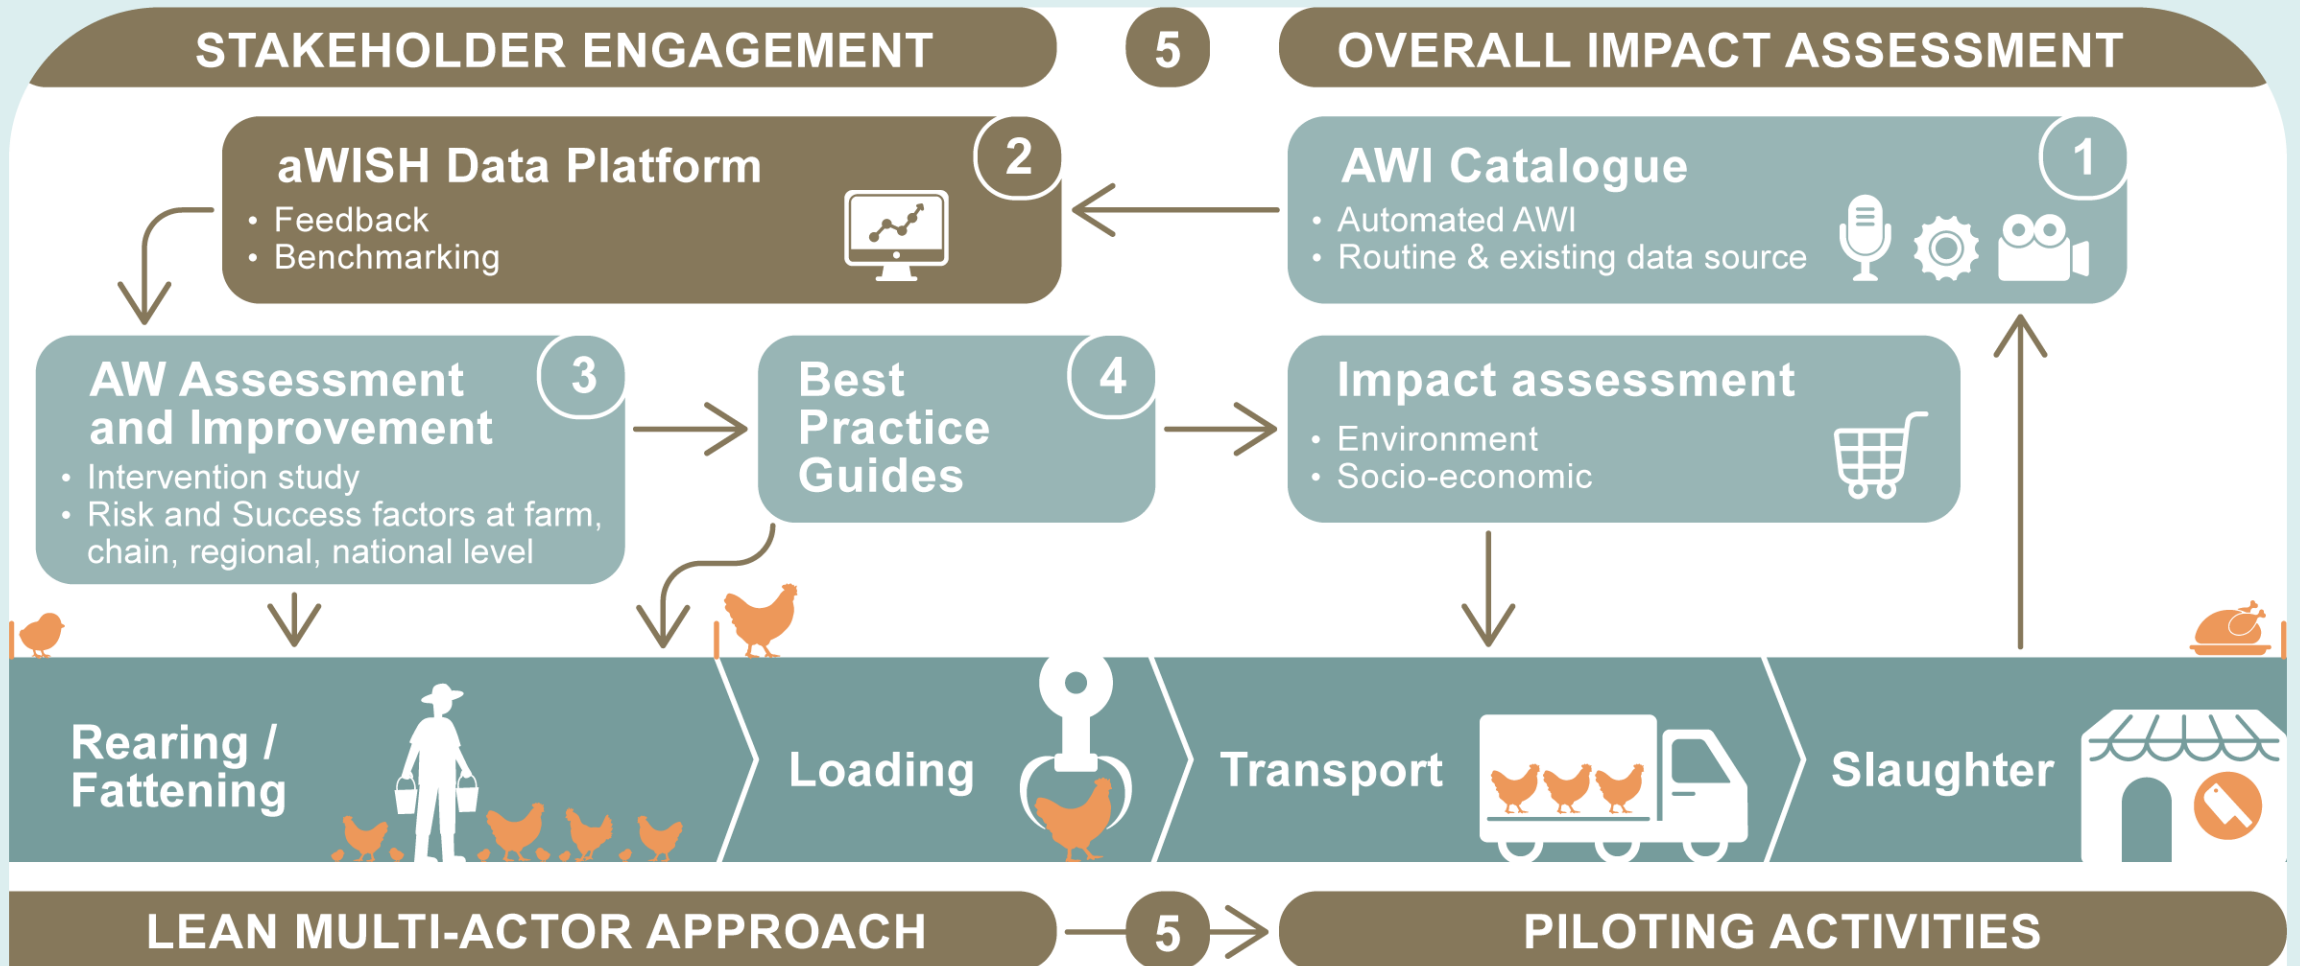 STAKEHOLDER ENGAGEMENT
5
OVERALL IMPACT ASSESSMENT
aWISH Data Platform
2
• Feedback
• Benchmarking
AWI Catalogue
1
• Automated AWI
• Routine & existing data source
AW Assessment
and Improvement
3
• Intervention study
• Risk and Success factors at farm,
chain, regional, national level
Best
Practice
Guides
4
Impact assessment
• Environment
• Socio-economic
Rearing /
Fattening
Loading
Transport
Slaughter
LEAN MULTI-ACTOR APPROACH
5
PILOTING ACTIVITIES